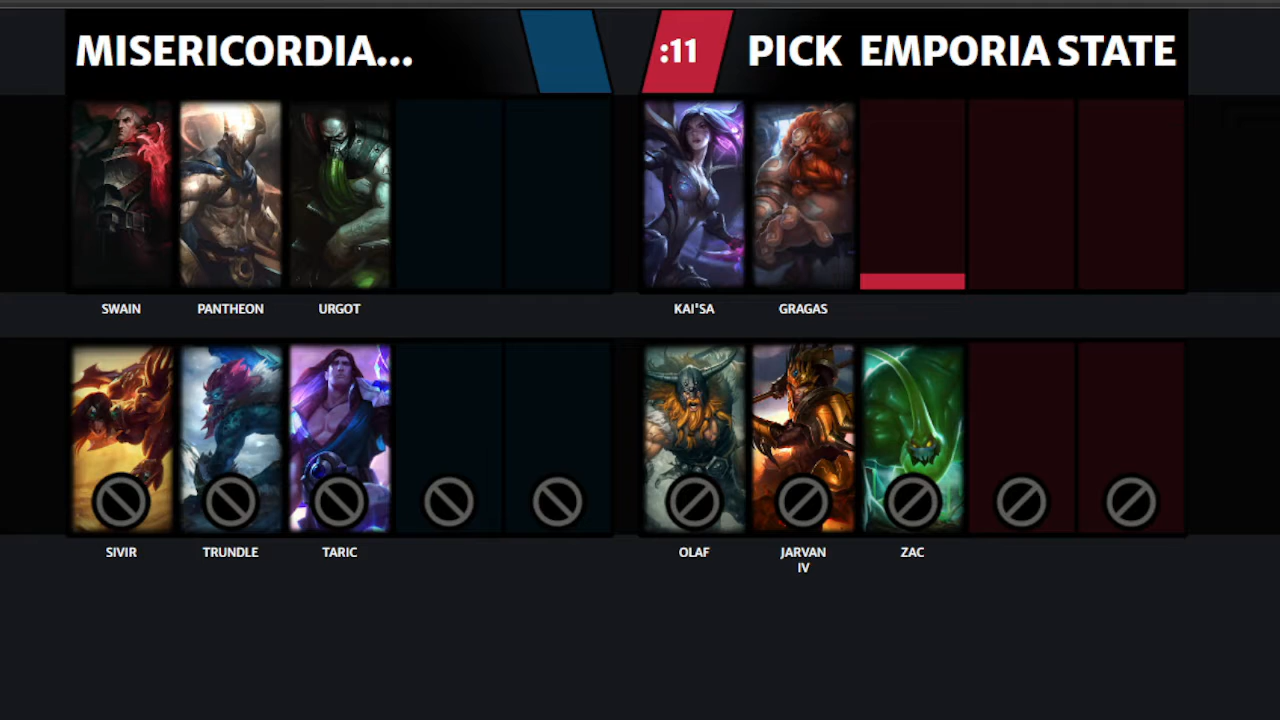 MISERICORDIA...
:11 PICK EMPORIA STATE
SWAIN PANTHEON URGOT KAI'SA GRAGAS
SIVIR TRUNDLE TARIC OLAF JARVAN IV ZAC